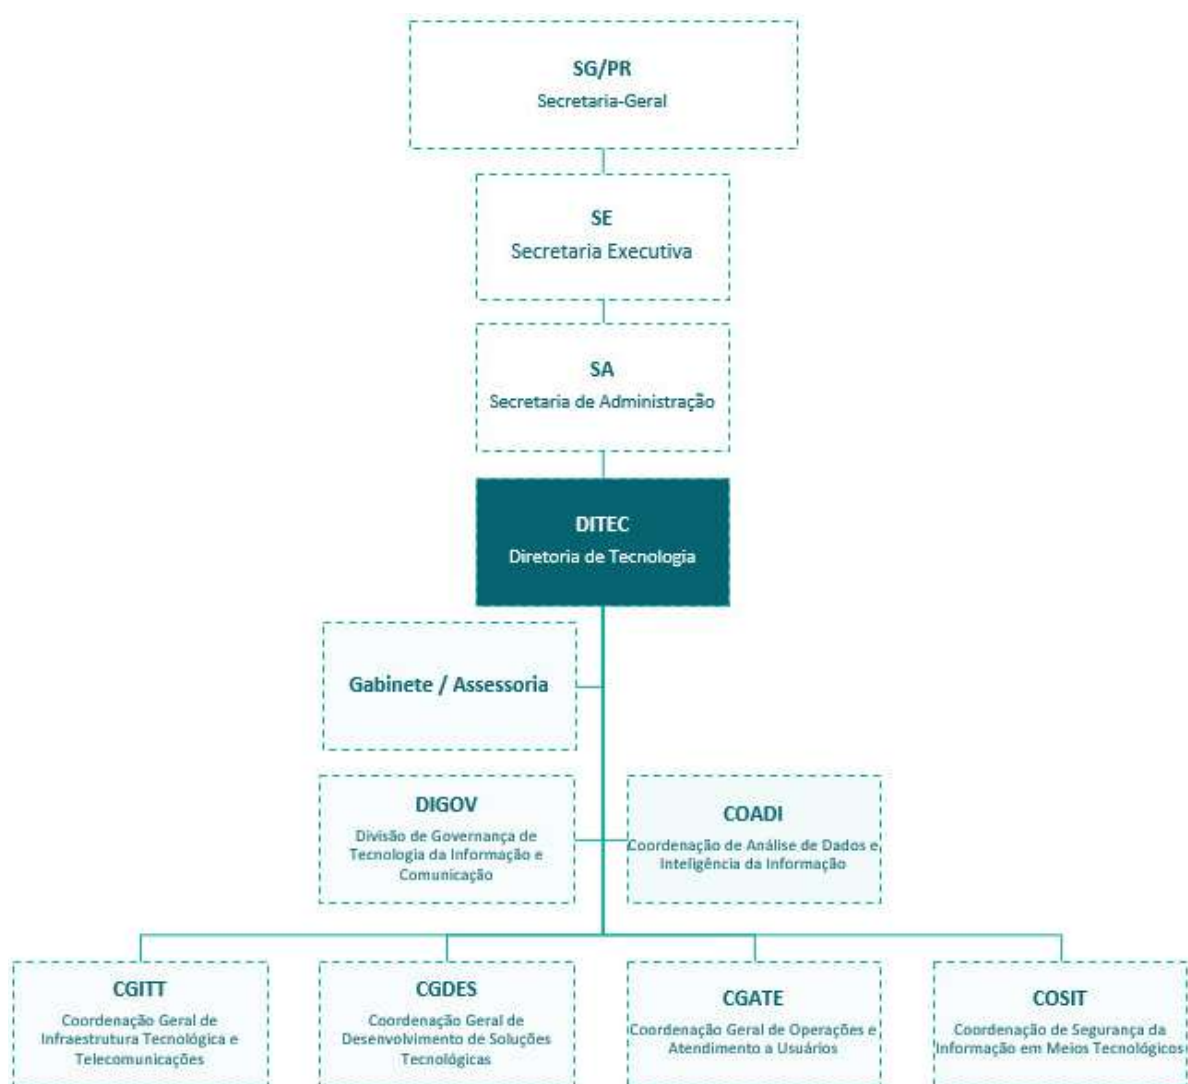 SG/PR
Secretaria-Geral
SE
Secretaria Executiva
SA
Secretaria de Administração
DITEC
Diretoria de Tecnologia
Gabinete / Assessoria
DIGOV
Divisão de Governança de
Tecnologia da Informação e
Comunicação
COADI
Coordenação de Análise de Dados e
Inteligência da Informação
CGITT
Coordenação Geral de
Infraestrutura Tecnológica e
Telecomunicações
CGDES
Coordenação Geral de
Desenvolvimento de Soluções
Tecnológicas
CGATE
Coordenação Geral de Operações e
Atendimento a Usuários
COSIT
Coordenação de Segurança da
Informação em Meios Tecnológicos